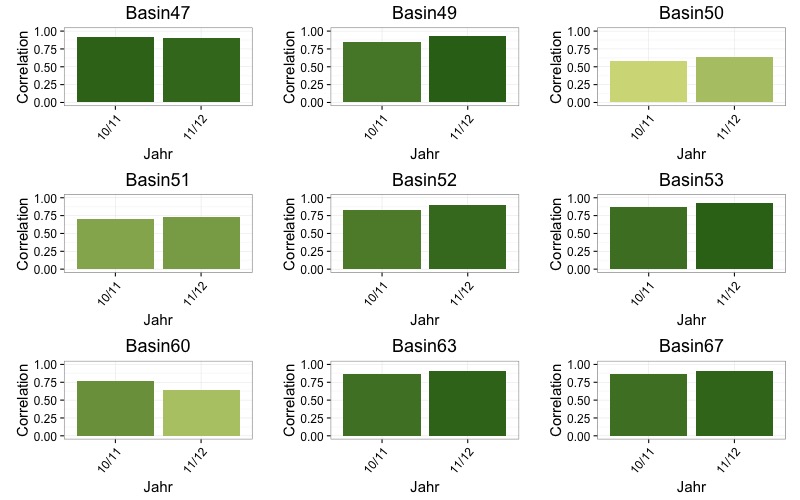 Basin47 Basin49 Basin50
1.00 1.00 1.00
0.75 0.75 0.75
0.50 0.50 0.50
0.25 0.25 0.25
0.00 0.00 0.00
Correlation Correlation Correlation
10/11 11/12 10/11 11/12 10/11 11/12
Jahr Jahr Jahr
Basin51 Basin52 Basin53
1.00 1.00 1.00
0.75 0.75 0.75
0.50 0.50 0.50
0.25 0.25 0.25
0.00 0.00 0.00
Correlation Correlation Correlation
10/11 11/12 10/11 11/12 10/11 11/12
Jahr Jahr Jahr
Basin60 Basin63 Basin67
1.00 1.00 1.00
0.75 0.75 0.75
0.50 0.50 0.50
0.25 0.25 0.25
0.00 0.00 0.00
Correlation Correlation Correlation
10/11 11/12 10/11 11/12 10/11 11/12
Jahr Jahr Jahr